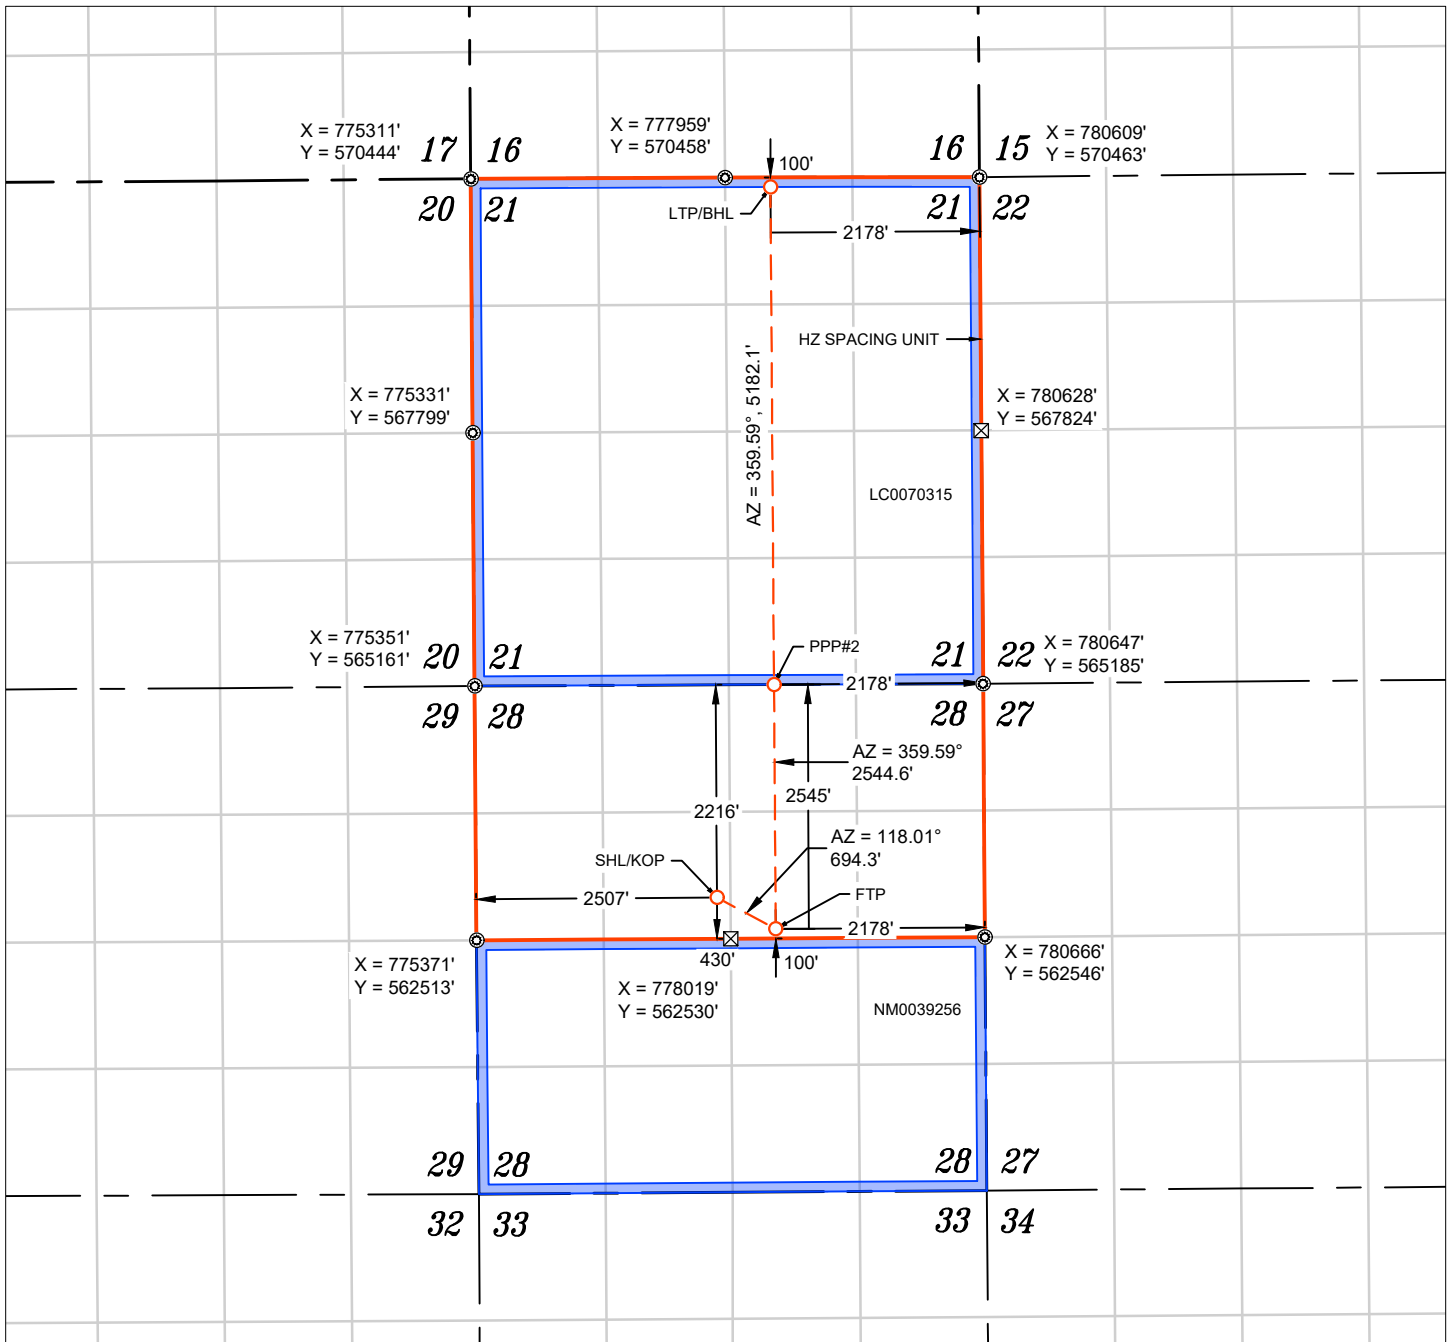 X = 775311'
Y = 570444'
X = 777959'
Y = 570458'
X = 780609'
Y = 570463'
17 16
16 15
100'
20 21
21 22
LTP/BHL
2178'
HZ SPACING UNIT
AZ = 359.59°, 5182.1'
X = 775331'
Y = 567799'
X = 780628'
Y = 567824'
LC0070315
X = 775351'
Y = 565161'
20 21
PPP#2
21 22
X = 780647'
Y = 565185'
2178'
29 28
28 27
AZ = 359.59°
2544.6'
2545'
2216'
AZ = 118.01°
694.3'
SHL/KOP
FTP
2507'
2178'
430'
100'
X = 775371'
Y = 562513'
X = 778019'
Y = 562530'
X = 780666'
Y = 562546'
NM0039256
29 28
28 27
32 33
33 34